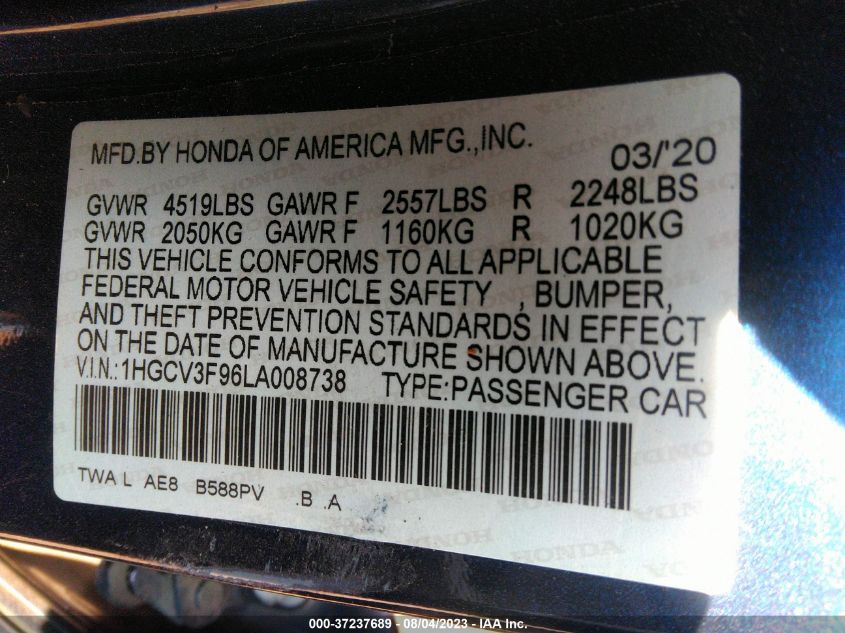 MFD.BY HONDA OF AMERICA MFG.,INC. 03/'20
GVWR 4519LBS GAWR F 2557LBS R 2248LBS
GVWR 2050KG GAWR F 1160KG R 1020KG
THIS VEHICLE CONFORMS TO ALL APPLICABLE
FEDERAL MOTOR VEHICLE SAFETY , BUMPER,
AND THEFT PREVENTION STANDARDS IN EFFECT
ON THE DATE OF MANUFACTURE SHOWN ABOVE.
V.I.N.:1HGCV3F96LA008738 TYPE:PASSENGER CAR
TWA L AE8 B588PV .B .A
000-37237689 - 08/04/2023 - IAA Inc.